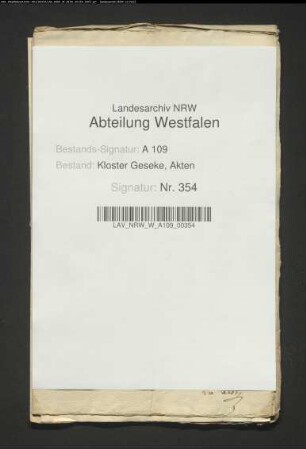 Landesarchiv NRW
Abteilung Westfalen
Bestands-Signatur: A 109
Bestand: Kloster Geseke, Akten
Signatur: Nr. 354
LAV_NRW_W_A109_00354